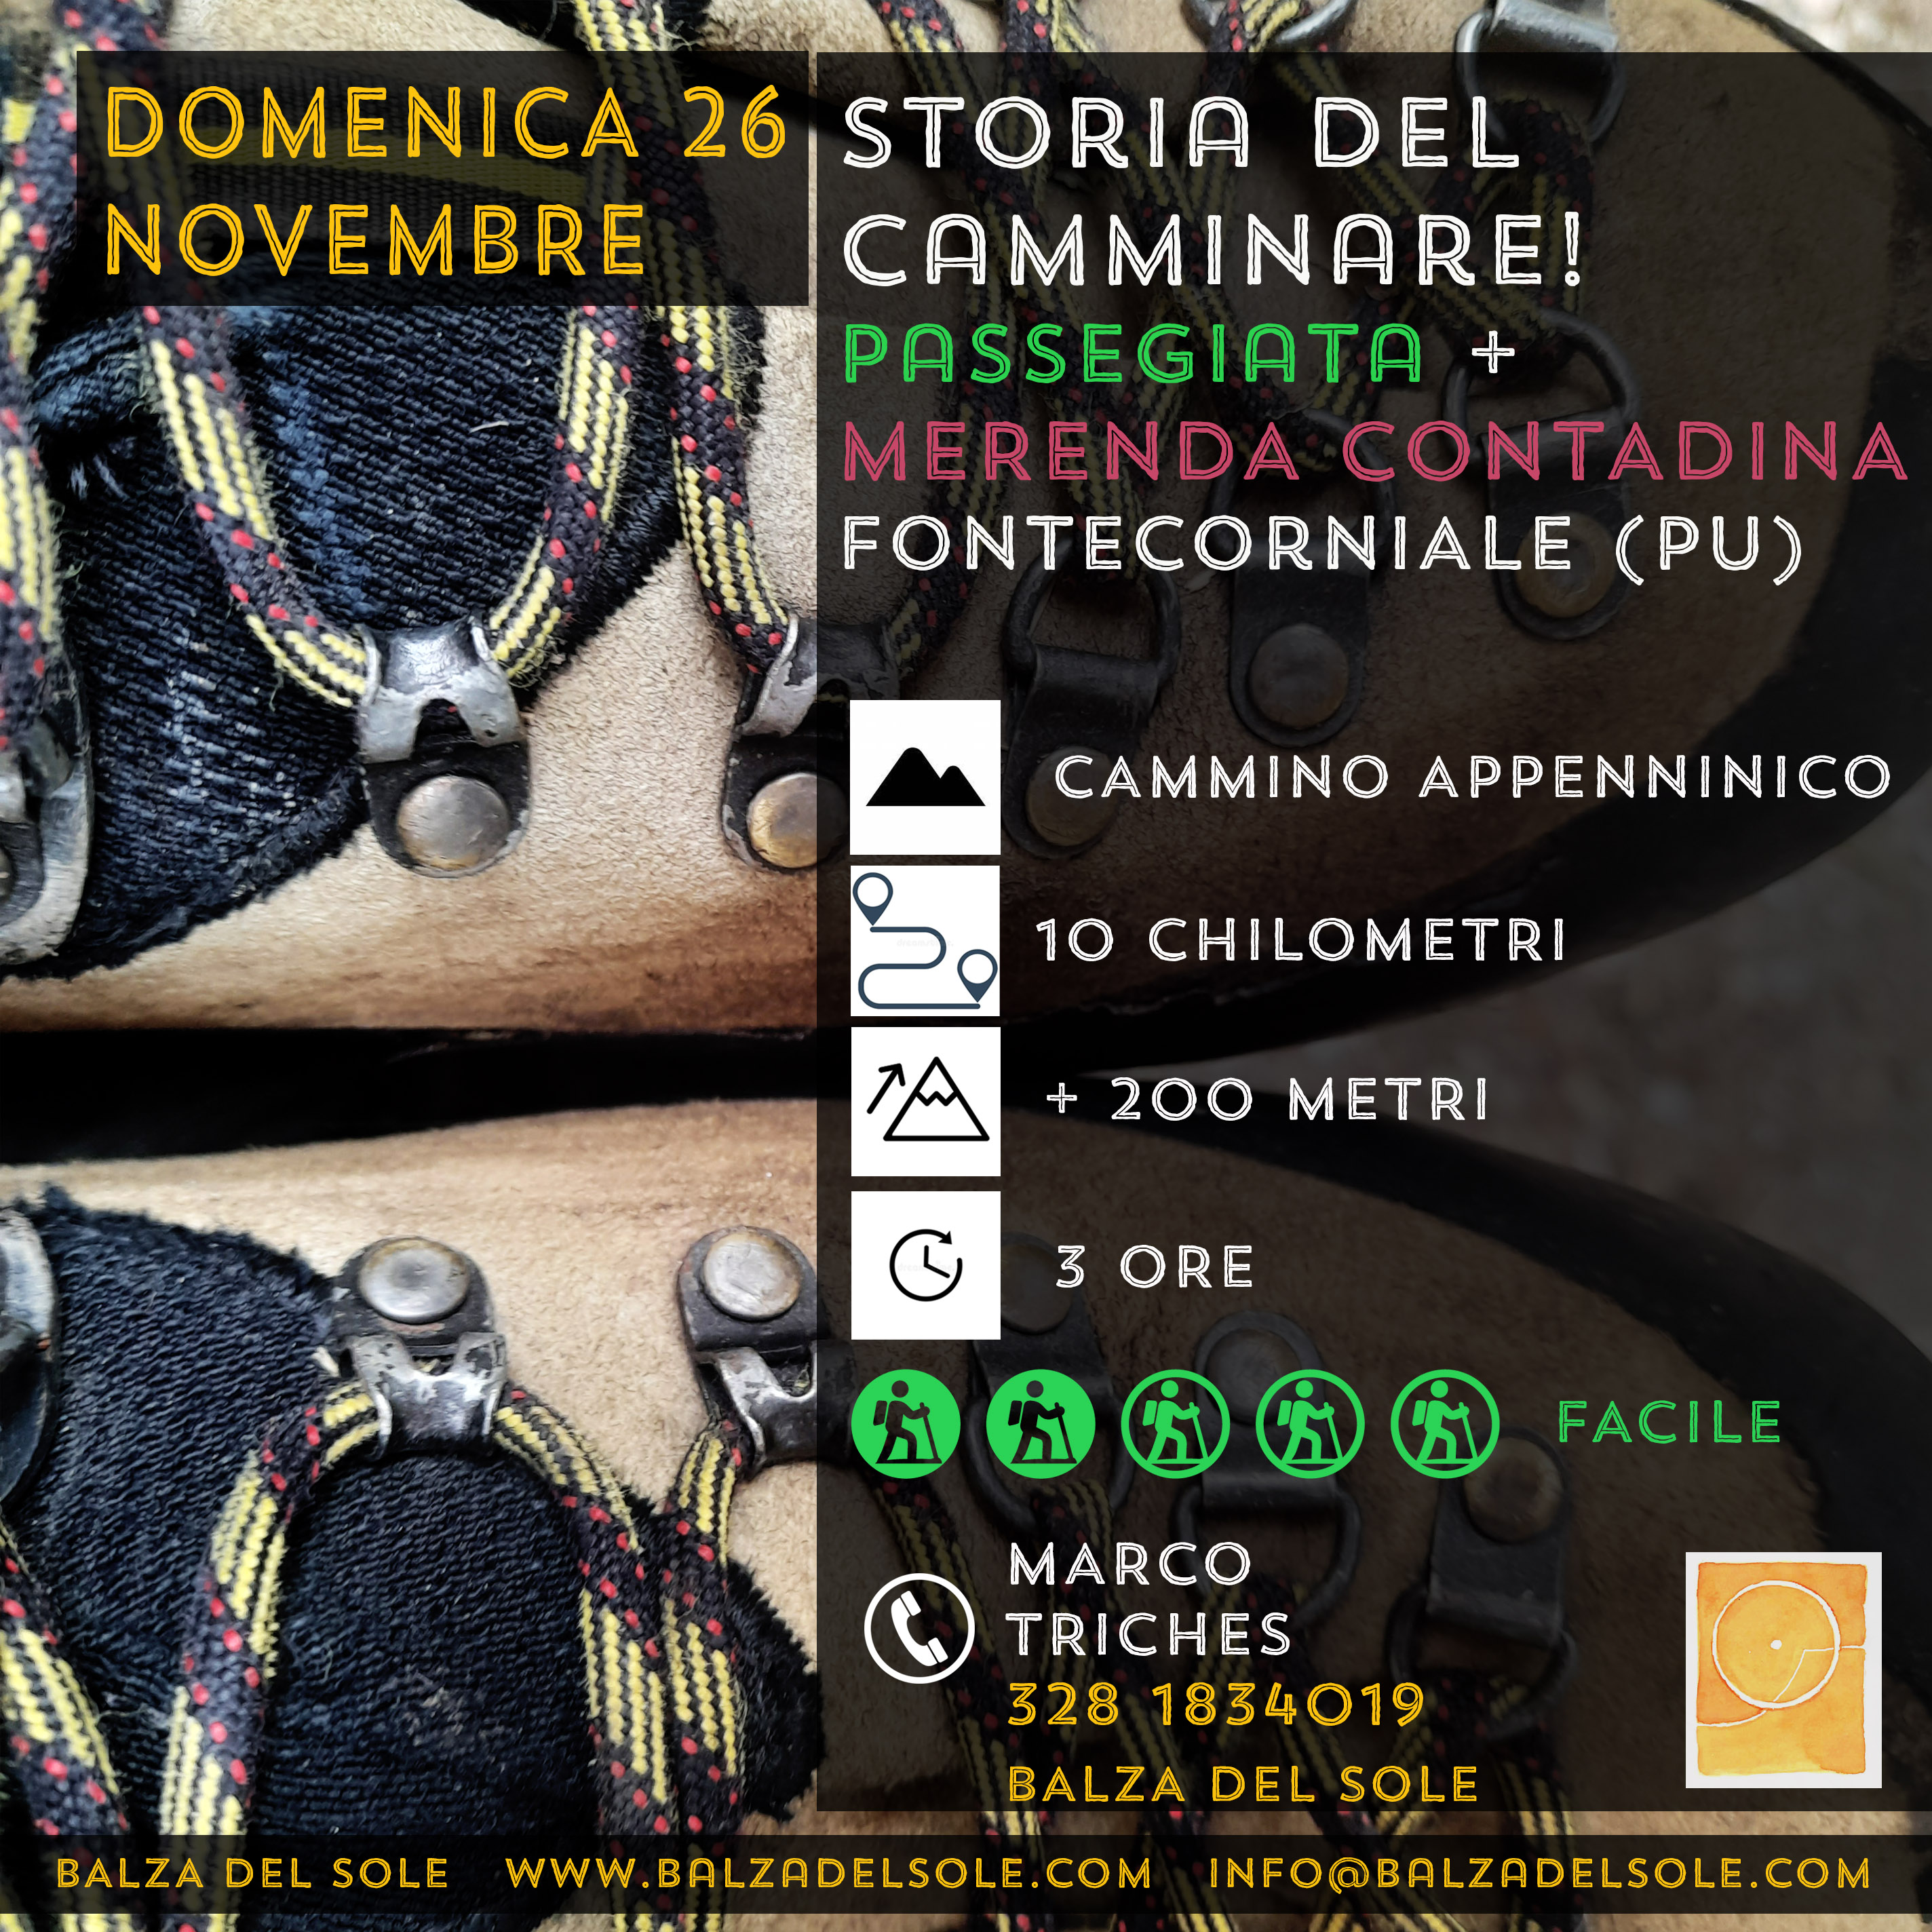 DOMENICA 26
NOVEMBRE
STORIA DEL
CAMMINARE!
PASSEGIATA +
MERENDA CONTADINA
FONTECORNIALE (PU)
CAMMINO APPENNINICO
10 CHILOMETRI
+ 200 METRI
3 ORE
FACILE
MARCO
TRICHES
328 1834019
BALZA DEL SOLE
BALZA DEL SOLE WWW.BALZADELSOLE.COM INFO@BALZADELSOLE.COM